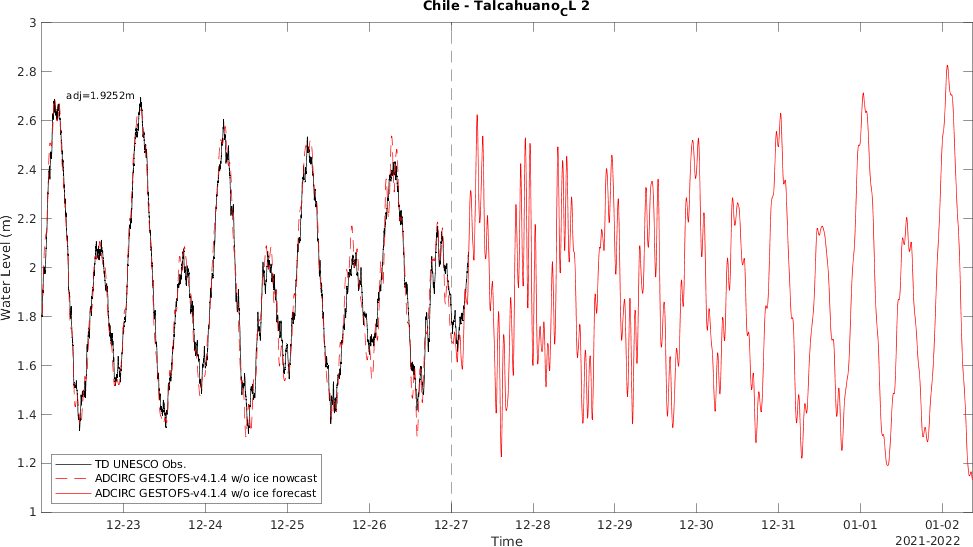 Chile - Talcahuano_CL 2
adj=1.9252m
Water Level (m)
3
2.8
2.6
2.4
2.2
2
1.8
1.6
1.4
1.2
1
TD UNESCO Obs.
ADCIRC GESTOFS-v4.1.4 w/o ice nowcast
ADCIRC GESTOFS-v4.1.4 w/o ice forecast
12-23 12-24 12-25 12-26 12-27 12-28 12-29 12-30 12-31 01-01 01-02
Time
2021-2022